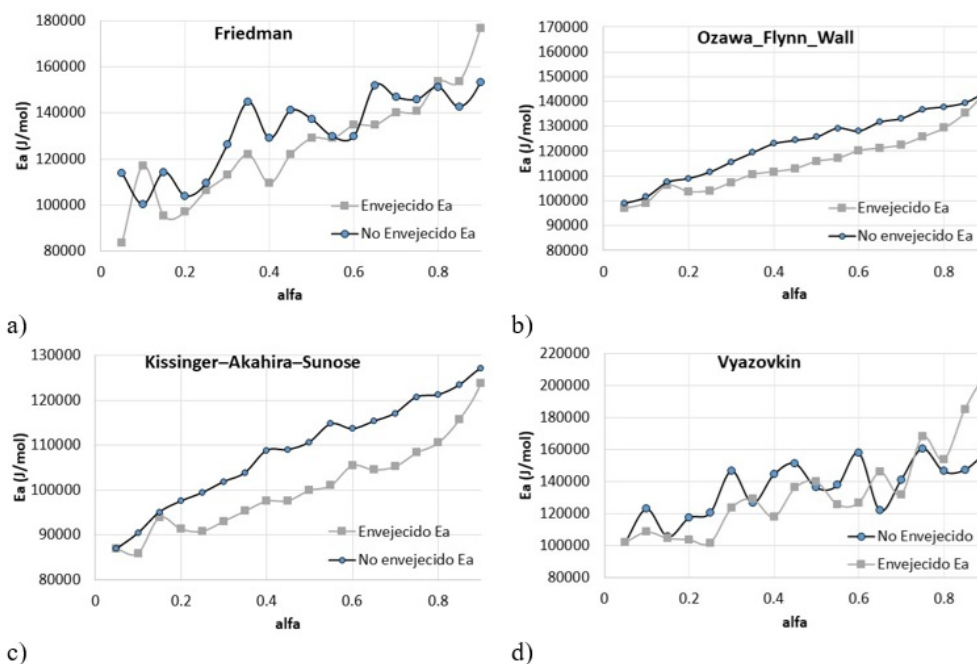 Friedman
180000
160000
140000
120000
100000
80000
Ea (J/mol)
Envejecido Ea
No Envejecido Ea
0 0.2 0.4 0.6 0.8
alfa
a)
Ozawa_Flynn_Wall
170000
160000
150000
140000
130000
120000
110000
100000
90000
80000
Ea (J/mol)
Envejecido Ea
No envejecido Ea
0 0.2 0.4 0.6 0.8
alfa
b)
Kissinger–Akahira–Sunose
130000
120000
110000
100000
90000
80000
Ea (J/mol)
Envejecido Ea
No envejecido Ea
0 0.2 0.4 0.6 0.8
alfa
c)
Vyazovkin
220000
200000
180000
160000
140000
120000
100000
80000
Ea (J/mol)
No Envejecido
Envejecido Ea
0 0.2 0.4 0.6 0.8
alfa
d)